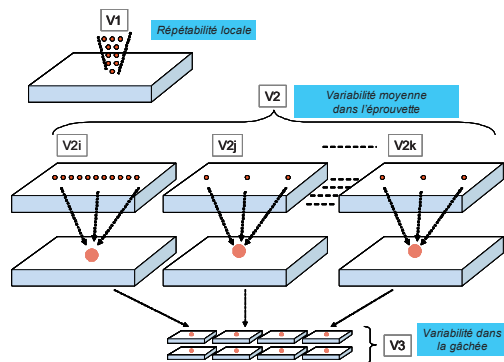 V1
Répétabilité locale
V2
Variabilité moyenne
dans l'éprouvette
V2i
V2j
V2k
V3
Variabilité dans
la gâchée